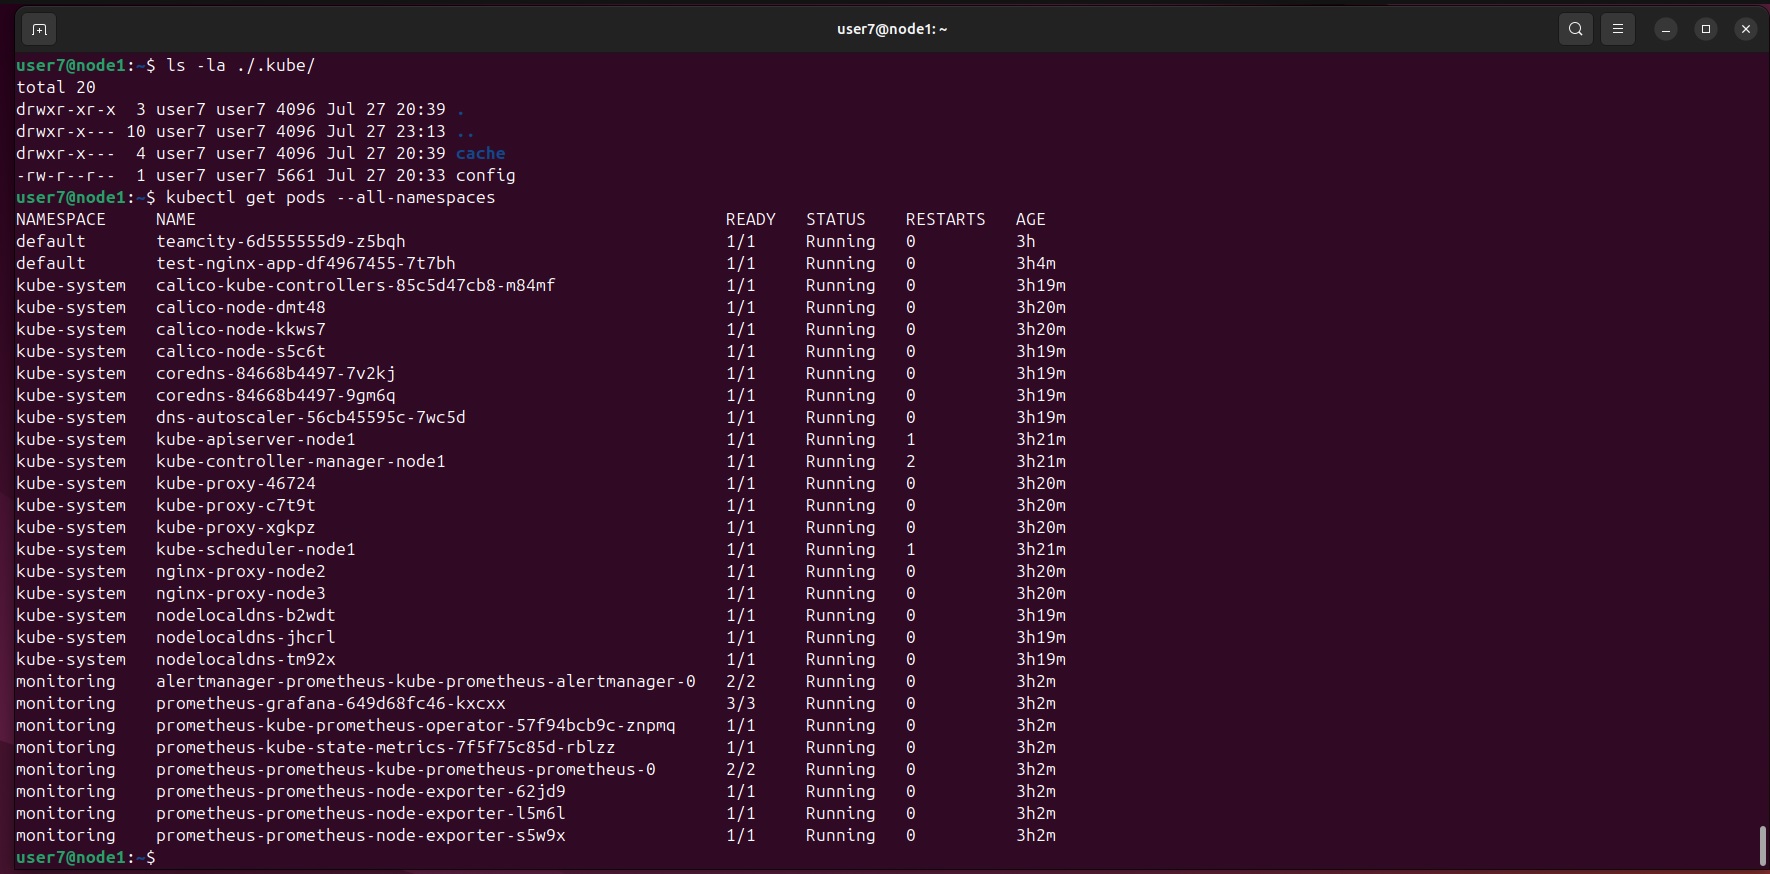 user7@node1: ~
user7@node1:~$ ls -la ./.kube/
total 20
drwxr-xr-x  3 user7 user7 4096 Jul 27 20:39 .
drwxr-x--- 10 user7 user7 4096 Jul 27 23:13 ..
drwxr-x---  4 user7 user7 4096 Jul 27 20:39 cache
-rw-r--r--  1 user7 user7 5661 Jul 27 20:33 config
user7@node1:~$ kubectl get pods --all-namespaces
NAMESPACE     NAME                                                     READY   STATUS    RESTARTS   AGE
default       teamcity-6d555555d9-z5bqh                                1/1     Running   0          3h
default       test-nginx-app-df4967455-7t7bh                           1/1     Running   0          3h4m
kube-system   calico-kube-controllers-85c5d47cb8-m84mf                 1/1     Running   0          3h19m
kube-system   calico-node-dmt48                                        1/1     Running   0          3h20m
kube-system   calico-node-kkws7                                        1/1     Running   0          3h20m
kube-system   calico-node-s5c6t                                        1/1     Running   0          3h19m
kube-system   coredns-84668b4497-7v2kj                                 1/1     Running   0          3h19m
kube-system   coredns-84668b4497-9gm6q                                 1/1     Running   0          3h19m
kube-system   dns-autoscaler-56cb45595c-7wc5d                          1/1     Running   0          3h19m
kube-system   kube-apiserver-node1                                     1/1     Running   1          3h21m
kube-system   kube-controller-manager-node1                            1/1     Running   2          3h21m
kube-system   kube-proxy-46724                                         1/1     Running   0          3h20m
kube-system   kube-proxy-c7t9t                                         1/1     Running   0          3h20m
kube-system   kube-proxy-xgkpz                                         1/1     Running   0          3h20m
kube-system   kube-scheduler-node1                                     1/1     Running   1          3h21m
kube-system   nginx-proxy-node2                                        1/1     Running   0          3h20m
kube-system   nginx-proxy-node3                                        1/1     Running   0          3h20m
kube-system   nodelocaldns-b2wdt                                       1/1     Running   0          3h19m
kube-system   nodelocaldns-jhcrl                                       1/1     Running   0          3h19m
kube-system   nodelocaldns-tm92x                                       1/1     Running   0          3h19m
monitoring    alertmanager-prometheus-kube-prometheus-alertmanager-0   2/2     Running   0          3h2m
monitoring    prometheus-grafana-649d68fc46-kxcxx                      3/3     Running   0          3h2m
monitoring    prometheus-kube-prometheus-operator-57f94bcb9c-znpmq     1/1     Running   0          3h2m
monitoring    prometheus-kube-state-metrics-7f5f75c85d-rblzz           1/1     Running   0          3h2m
monitoring    prometheus-prometheus-kube-prometheus-prometheus-0       2/2     Running   0          3h2m
monitoring    prometheus-prometheus-node-exporter-62jd9                1/1     Running   0          3h2m
monitoring    prometheus-prometheus-node-exporter-l5m6l                1/1     Running   0          3h2m
monitoring    prometheus-prometheus-node-exporter-s5w9x                1/1     Running   0          3h2m
user7@node1:~$